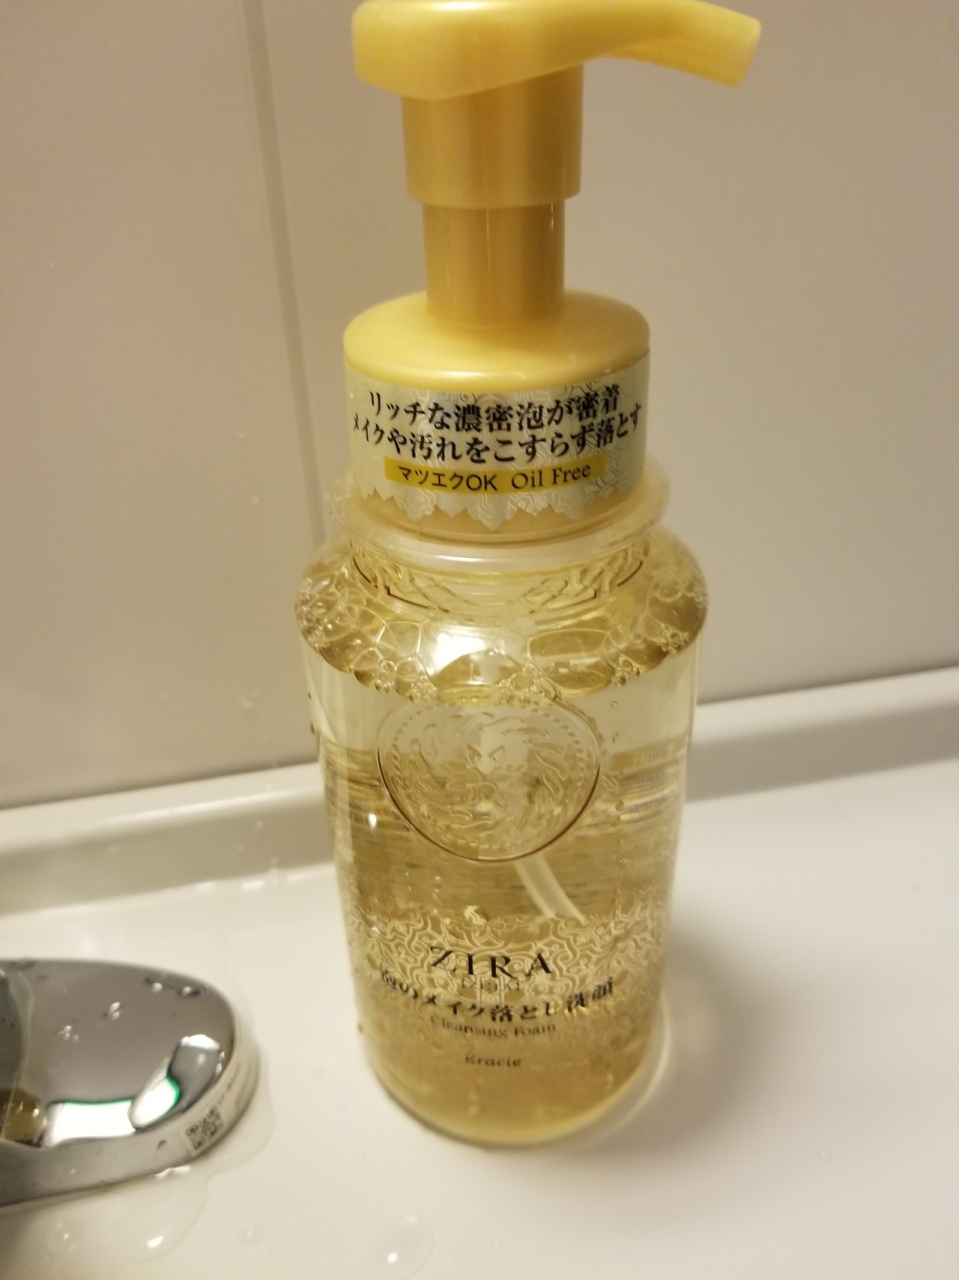 リッチな濃密泡が密着
メイクや汚れをこすらず落とす
マツエクOK Oil Free
ZIRA
泡のメイク落とし洗顔
Cleansing Foam
Kracie